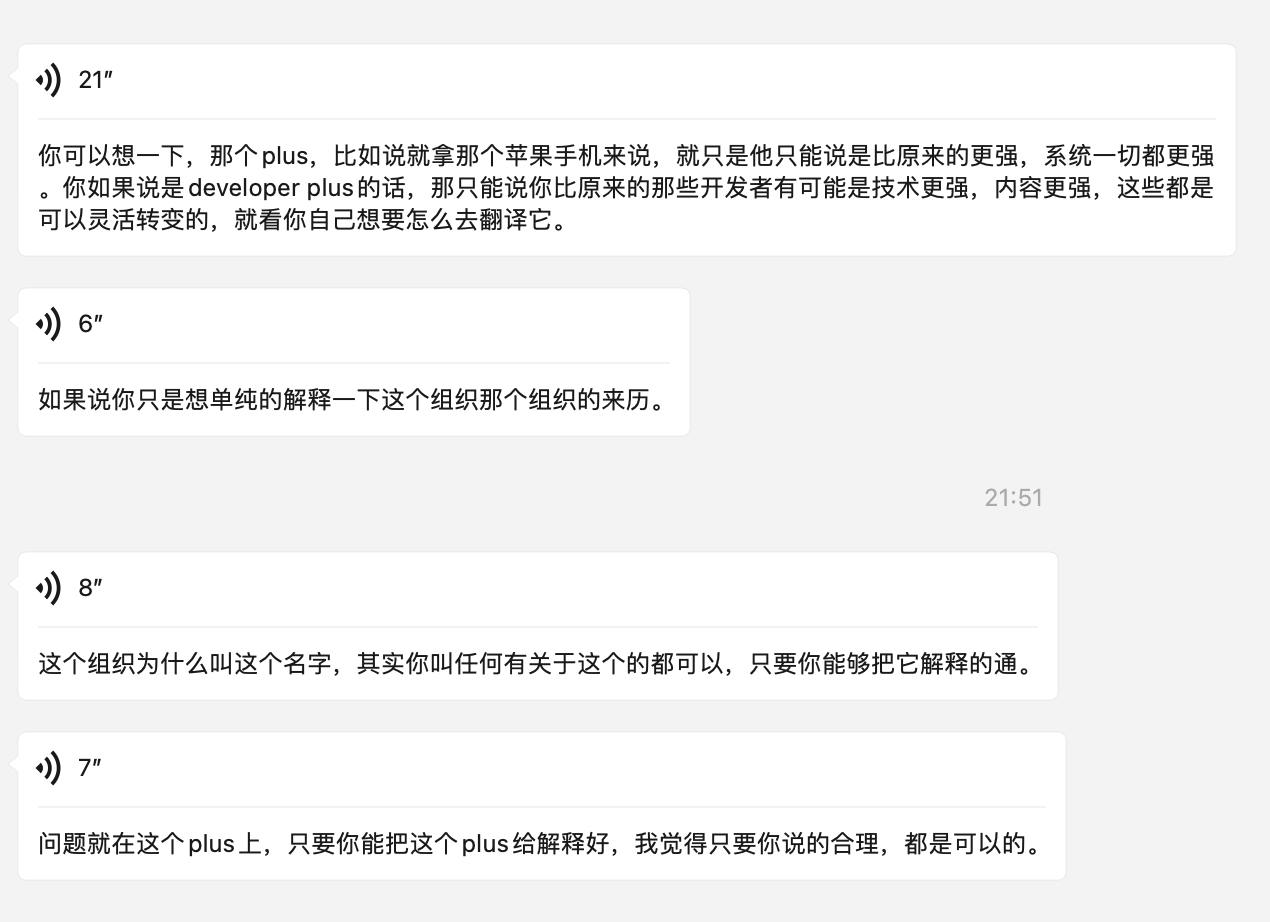 21″
你可以想一下，那个plus，比如说就拿那个苹果手机来说，就只是他只能说是比原来的更强，系统一切都更强
。你如果说是developer plus的话，那只能说你比原来的那些开发者有可能是技术更强，内容更强，这些都是
可以灵活转变的，就看你自己想要怎么去翻译它。
6″
如果说你只是想单纯的解释一下这个组织那个组织的来历。
21:51
8″
这个组织为什么叫这个名字，其实你叫任何有关于这个的都可以，只要你能够把它解释的通。
7″
问题就在这个plus上，只要你能把这个plus给解释好，我觉得只要你说的合理，都是可以的。